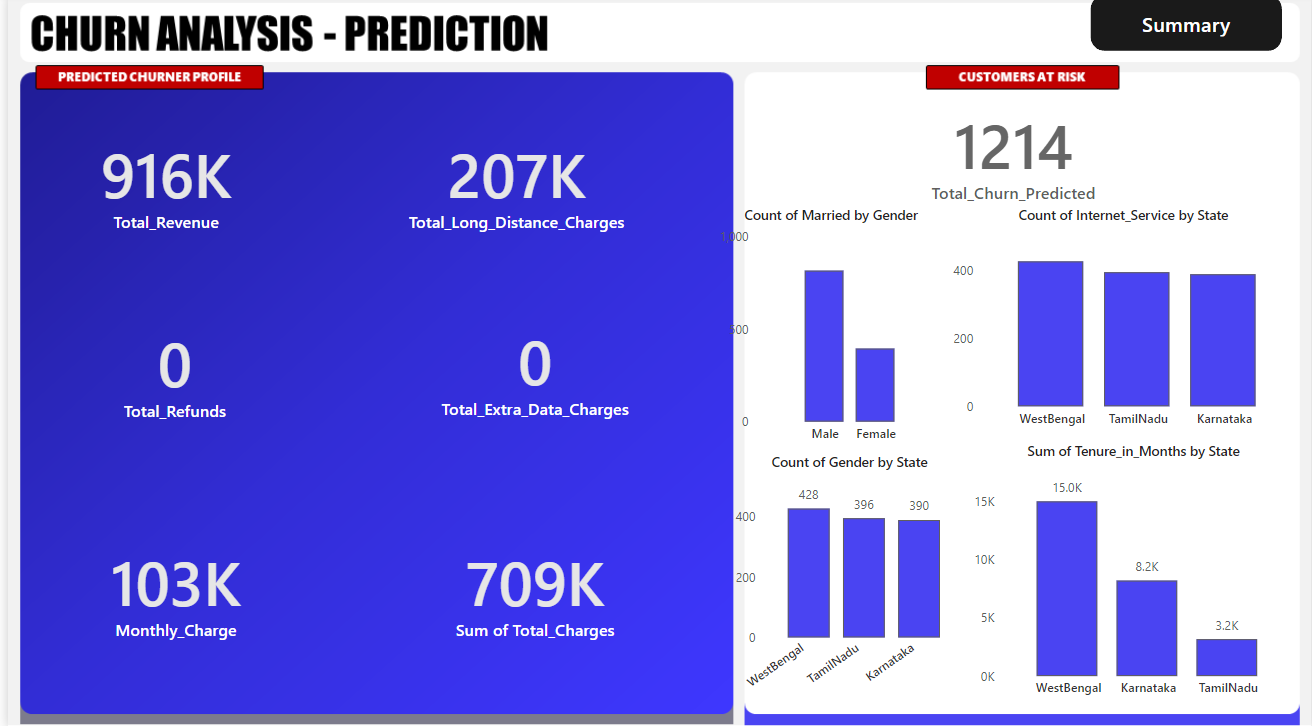 CHURN ANALYSIS - PREDICTION
Summary
PREDICTED CHURNER PROFILE
916K
Total_Revenue
207K
Total_Long_Distance_Charges
0
Total_Refunds
0
Total_Extra_Data_Charges
103K
Monthly_Charge
709K
Sum of Total_Charges
CUSTOMERS AT RISK
1214
Total_Churn_Predicted
Count of Married by Gender
1,000
500
0
Male Female
Count of Internet_Service by State
400
200
0
WestBengal TamilNadu Karnataka
Count of Gender by State
428 396 390
400
200
0
WestBengal TamilNadu Karnataka
Sum of Tenure_in_Months by State
15.0K
8.2K
3.2K
15K
10K
5K
0K
WestBengal Karnataka TamilNadu